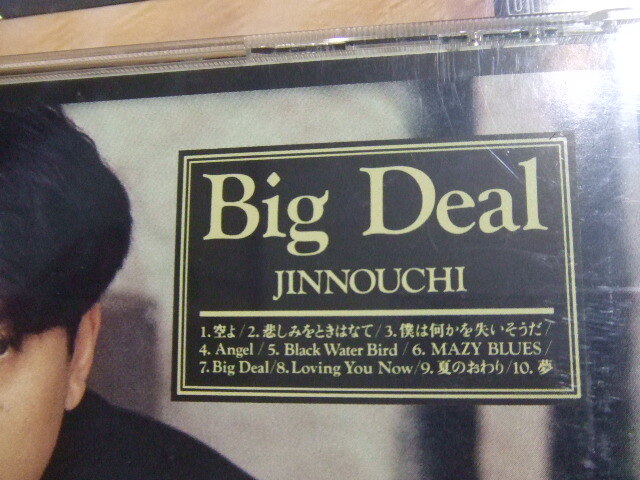 Big Deal
JINNOUCHI
1. 空よ/2. 悲しみをときはなて/3. 僕は何かを失いそうだ/
4. Angel/5. Black Water Bird/6. MAZY BLUES/
7. Big Deal/8. Loving You Now/9. 夏のおわり/10. 夢